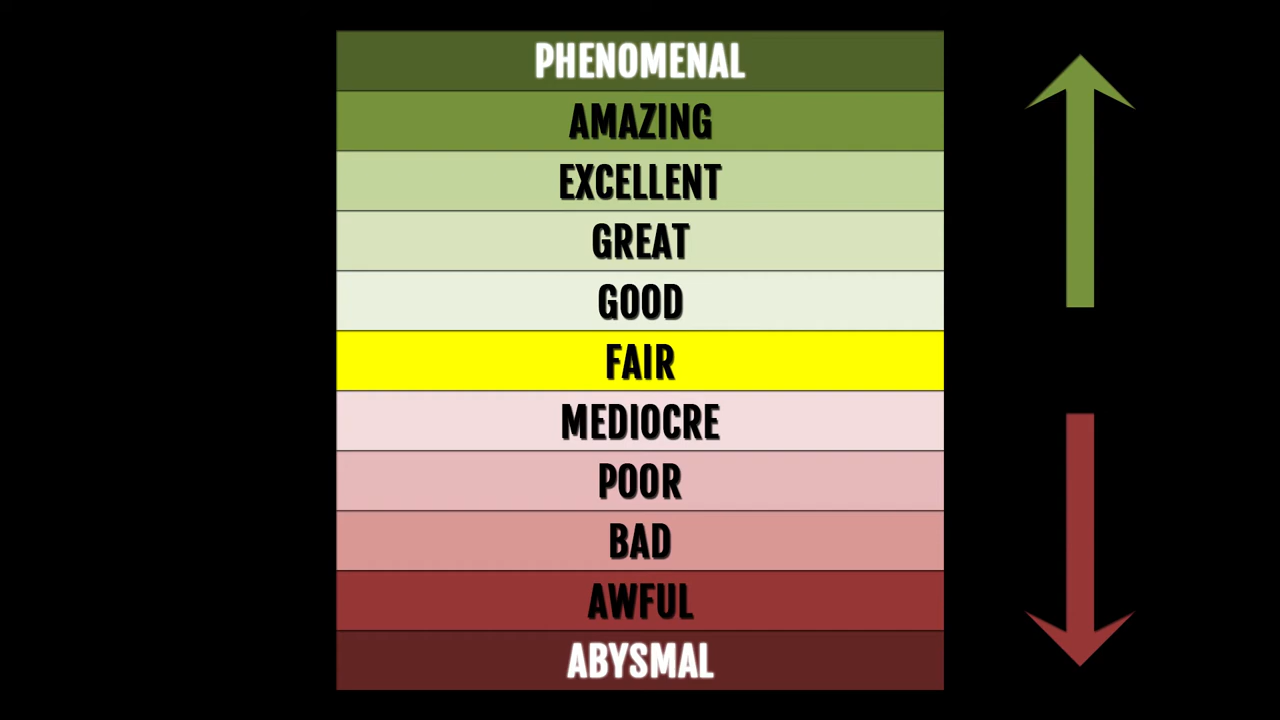 PHENOMENAL
AMAZING
EXCELLENT
GREAT
GOOD
FAIR
MEDIOCRE
POOR
BAD
AWFUL
ABYSMAL